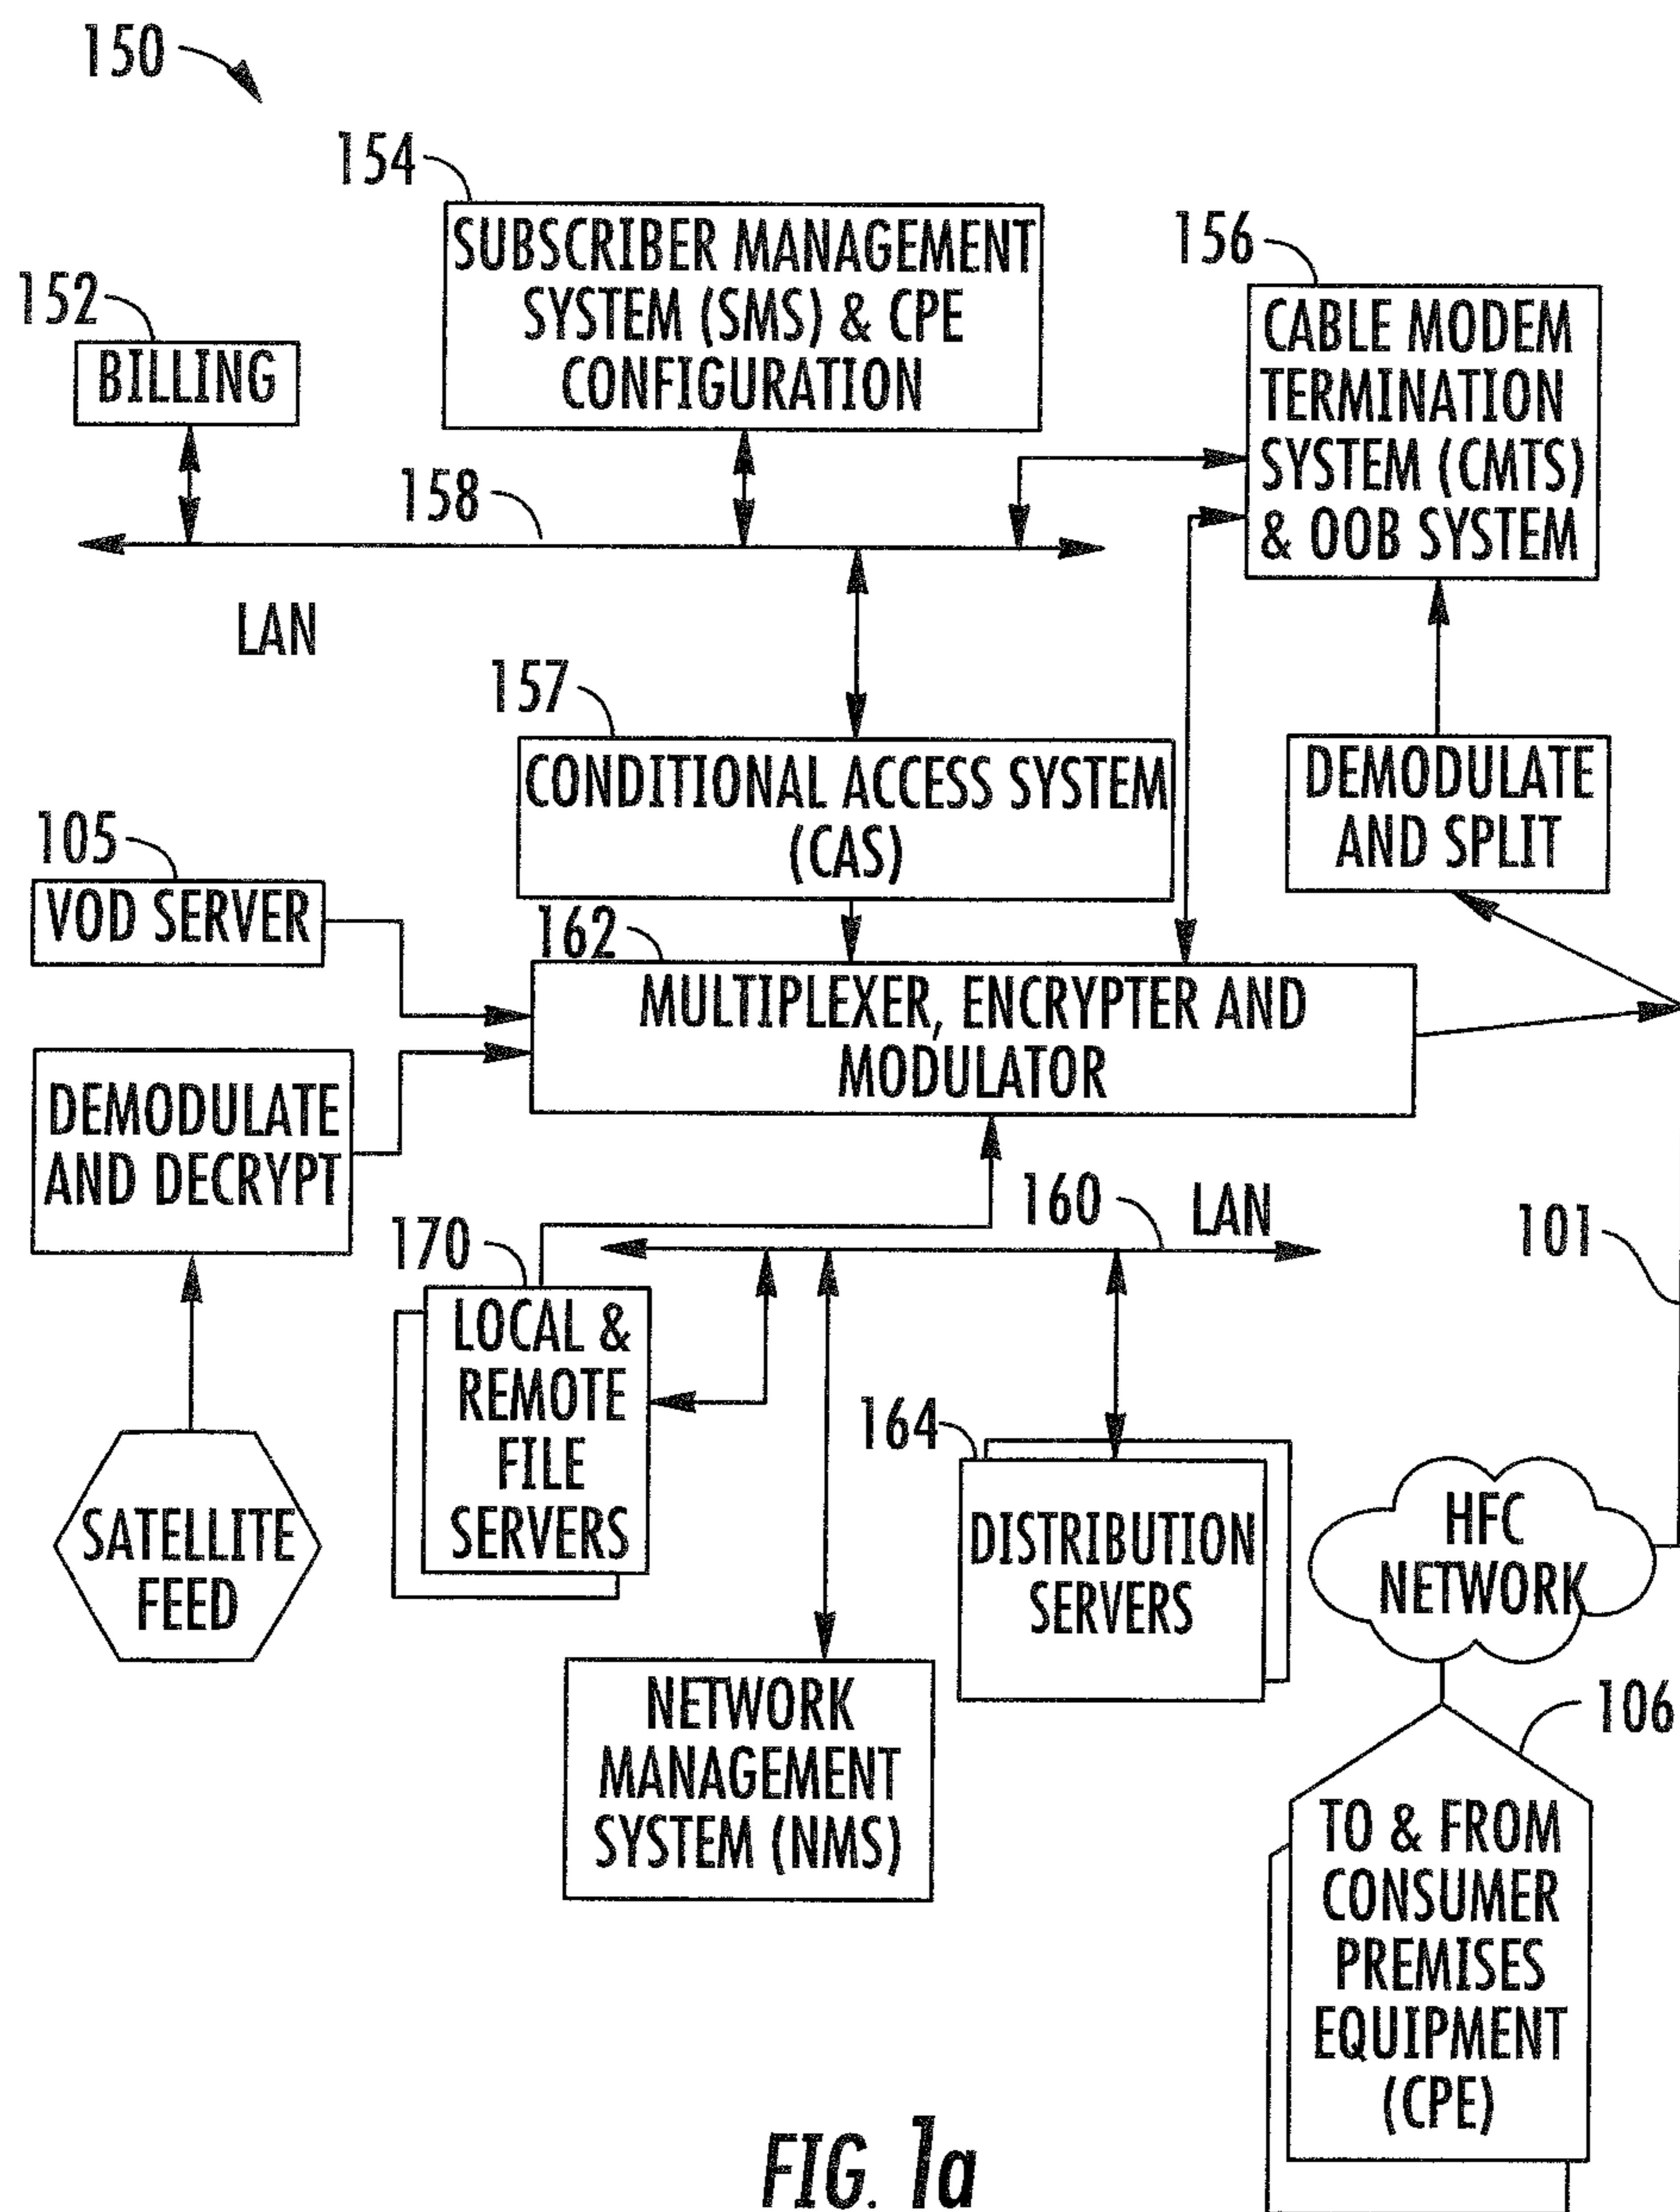 150
154
SUBSCRIBER MANAGEMENT
SYSTEM (SMS) & CPE
CONFIGURATION
156
CABLE MODEM
TERMINATION
SYSTEM (CMTS)
& OOB SYSTEM
152
BILLING
158
LAN
157
CONDITIONAL ACCESS SYSTEM
(CAS)
DEMODULATE
AND SPLIT
105
VOD SERVER
162
MULTIPLEXER, ENCRYPTER AND
MODULATOR
DEMODULATE
AND DECRYPT
160
LAN
101
170
LOCAL &
REMOTE
FILE
SERVERS
164
DISTRIBUTION
SERVERS
HFC
NETWORK
SATELLITE
FEED
NETWORK
MANAGEMENT
SYSTEM (NMS)
106
TO & FROM
CONSUMER
PREMISES
EQUIPMENT
(CPE)
FIG. 1a